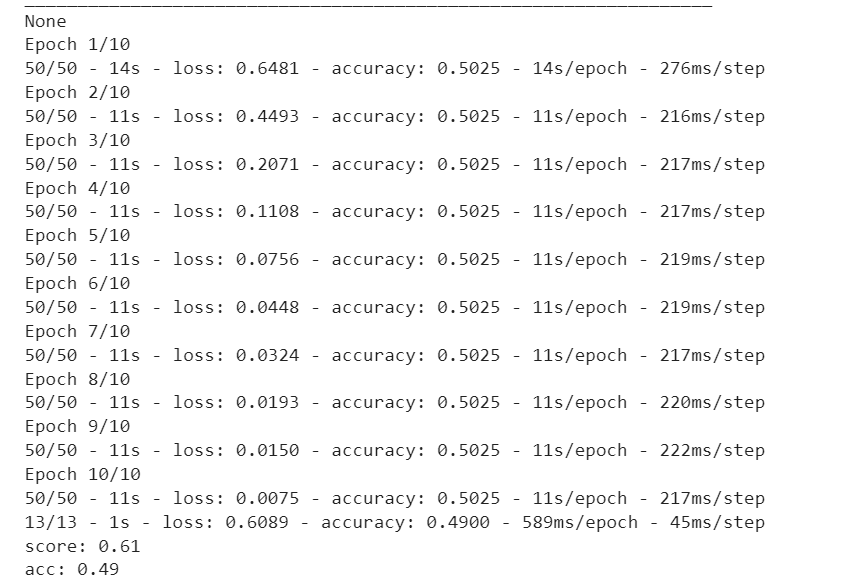 None
Epoch 1/10
50/50 - 14s - loss: 0.6481 - accuracy: 0.5025 - 14s/epoch - 276ms/step
Epoch 2/10
50/50 - 11s - loss: 0.4493 - accuracy: 0.5025 - 11s/epoch - 216ms/step
Epoch 3/10
50/50 - 11s - loss: 0.2071 - accuracy: 0.5025 - 11s/epoch - 217ms/step
Epoch 4/10
50/50 - 11s - loss: 0.1108 - accuracy: 0.5025 - 11s/epoch - 217ms/step
Epoch 5/10
50/50 - 11s - loss: 0.0756 - accuracy: 0.5025 - 11s/epoch - 219ms/step
Epoch 6/10
50/50 - 11s - loss: 0.0448 - accuracy: 0.5025 - 11s/epoch - 219ms/step
Epoch 7/10
50/50 - 11s - loss: 0.0324 - accuracy: 0.5025 - 11s/epoch - 217ms/step
Epoch 8/10
50/50 - 11s - loss: 0.0193 - accuracy: 0.5025 - 11s/epoch - 220ms/step
Epoch 9/10
50/50 - 11s - loss: 0.0150 - accuracy: 0.5025 - 11s/epoch - 222ms/step
Epoch 10/10
50/50 - 11s - loss: 0.0075 - accuracy: 0.5025 - 11s/epoch - 217ms/step
13/13 - 1s - loss: 0.6089 - accuracy: 0.4900 - 589ms/epoch - 45ms/step
score: 0.61
acc: 0.49